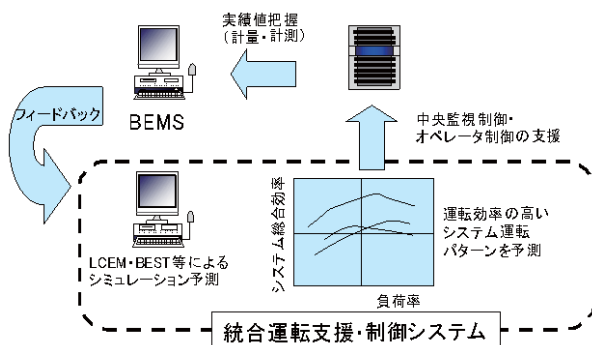 実績値把握
(計量・計測)
フィードバック
BEMS
中央監視制御・
オペレータ制御の支援
LCEM・BEST等による
シミュレーション予測
システム総合効率
負荷率
運転効率の高い
システム運転
パターンを予測
統合運転支援・制御システム